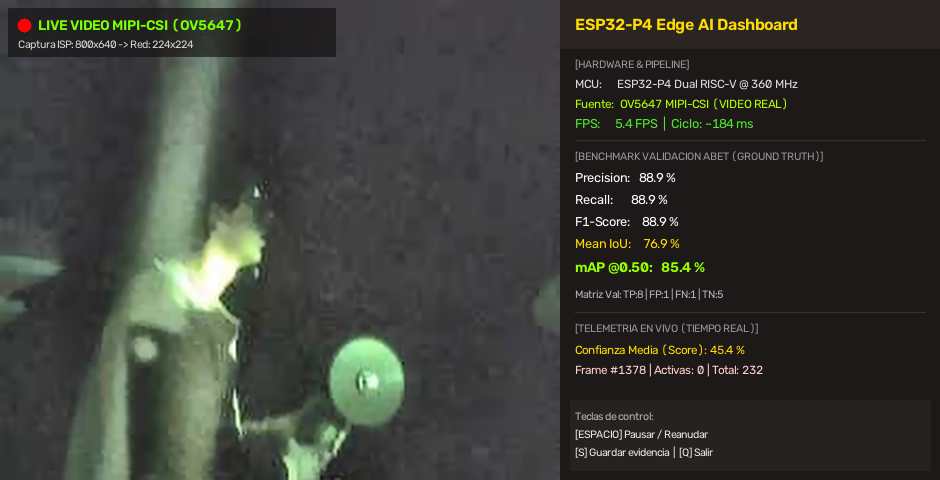 LIVE VIDEO MIPI-CSI (OV5647)
Captura ISP: 800x640 -> Red: 224x224
ESP32-P4 Edge AI Dashboard
[HARDWARE & PIPELINE]
MCU: ESP32-P4 Dual RISC-V @ 360 MHz
Fuente: OV5647 MIPI-CSI (VIDEO REAL)
FPS: 5.4 FPS | Ciclo: ~184 ms
[BENCHMARK VALIDACION ABET (GROUND TRUTH)]
Precision: 88.9 %
Recall: 88.9 %
F1-Score: 88.9 %
Mean IoU: 76.9 %
mAP @0.50: 85.4 %
Matriz Val: TP:8 | FP:1 | FN:1 | TN:5
[TELEMETRIA EN VIVO (TIEMPO REAL)]
Confianza Media (Score): 45.4 %
Frame #1378 | Activas: 0 | Total: 232
Teclas de control:
[ESPACIO] Pausar / Reanudar
[S] Guardar evidencia | [Q] Salir